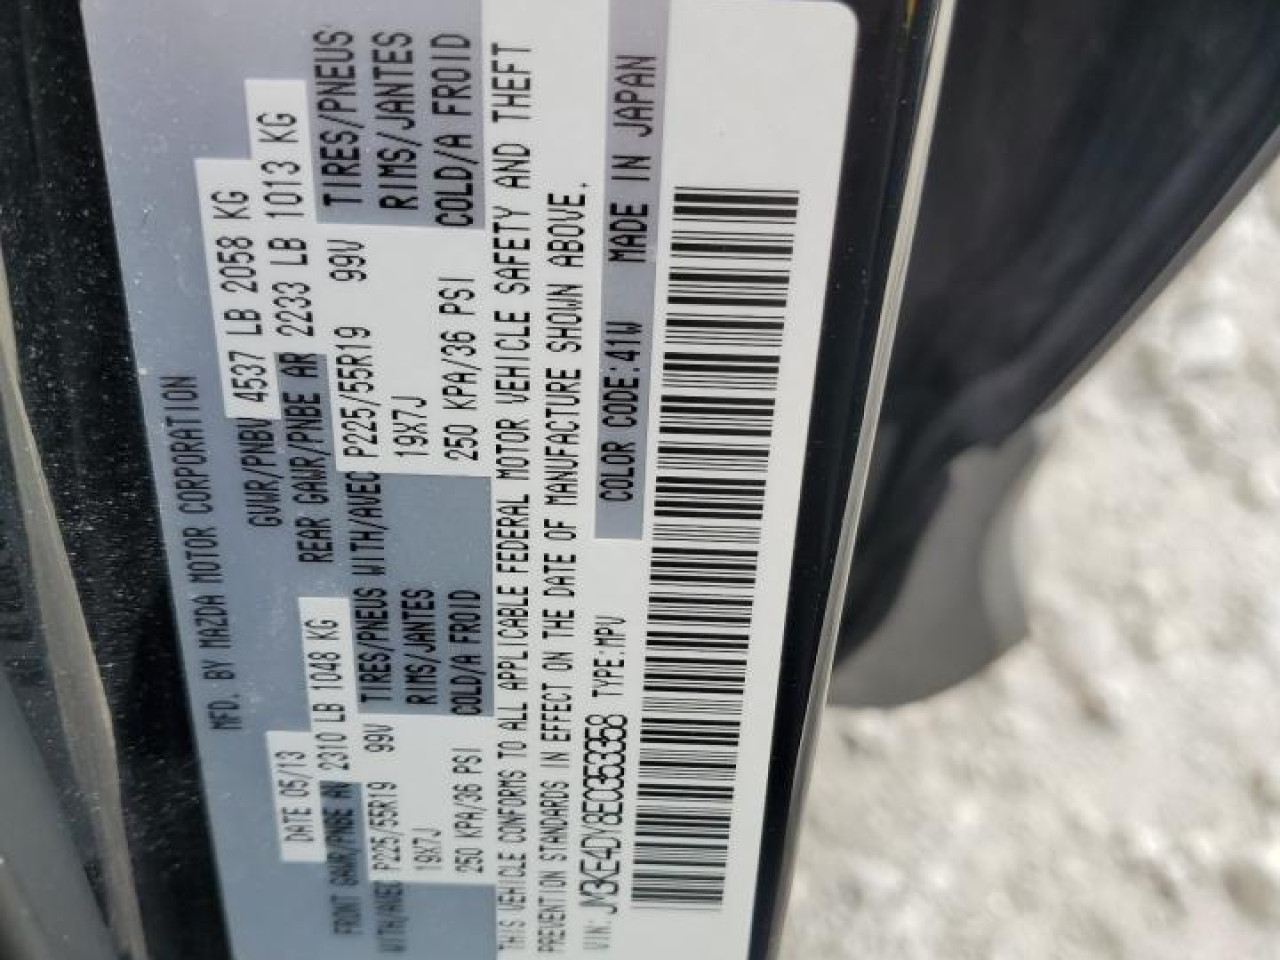 MFD. BY MAZDA MOTOR CORPORATION
DATE 05/13 GVWR/PNBV 4537 LB 2058 KG
FRONT GAWR/PNBE AV 2310 LB 1048 KG REAR GAWR/PNBE AR 2233 LB 1013 KG
WITH/AVEC P225/55R19 99V TIRES/PNEUS WITH/AVEC P225/55R19 99V TIRES/PNEUS
19X7J RIMS/JANTES 19X7J RIMS/JANTES
250 KPA/36 PSI COLD/A FROID 250 KPA/36 PSI COLD/A FROID
THIS VEHICLE CONFORMS TO ALL APPLICABLE FEDERAL MOTOR VEHICLE SAFETY AND THEFT
PREVENTION STANDARDS IN EFFECT ON THE DATE OF MANUFACTURE SHOWN ABOVE.
VIN: JM3KE4DY8E0353358 TYPE:MPV COLOR CODE:41W MADE IN JAPAN